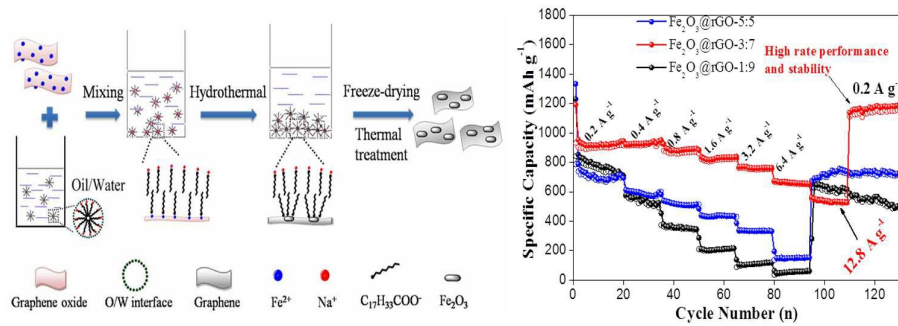 Mixing
Hydrothermal
Freeze-drying
Thermal
treatment
Oil/Water
Graphene oxide
O/W interface
Graphene
Fe²⁺
Na⁺
C₁₇H₃₃COO⁻
Fe₂O₃
1800
1600
1400
1200
1000
800
600
400
200
0
Specific Capacity (mAh g⁻¹)
Fe₂O₃@rGO-5:5
Fe₂O₃@rGO-3:7
Fe₂O₃@rGO-1:9
High rate performance
and stability
0.2 A g⁻¹
0.2 A g⁻¹
0.4 A g⁻¹
0.8 A g⁻¹
1.6 A g⁻¹
3.2 A g⁻¹
6.4 A g⁻¹
12.8 A g⁻¹
0 20 40 60 80 100 120
Cycle Number (n)